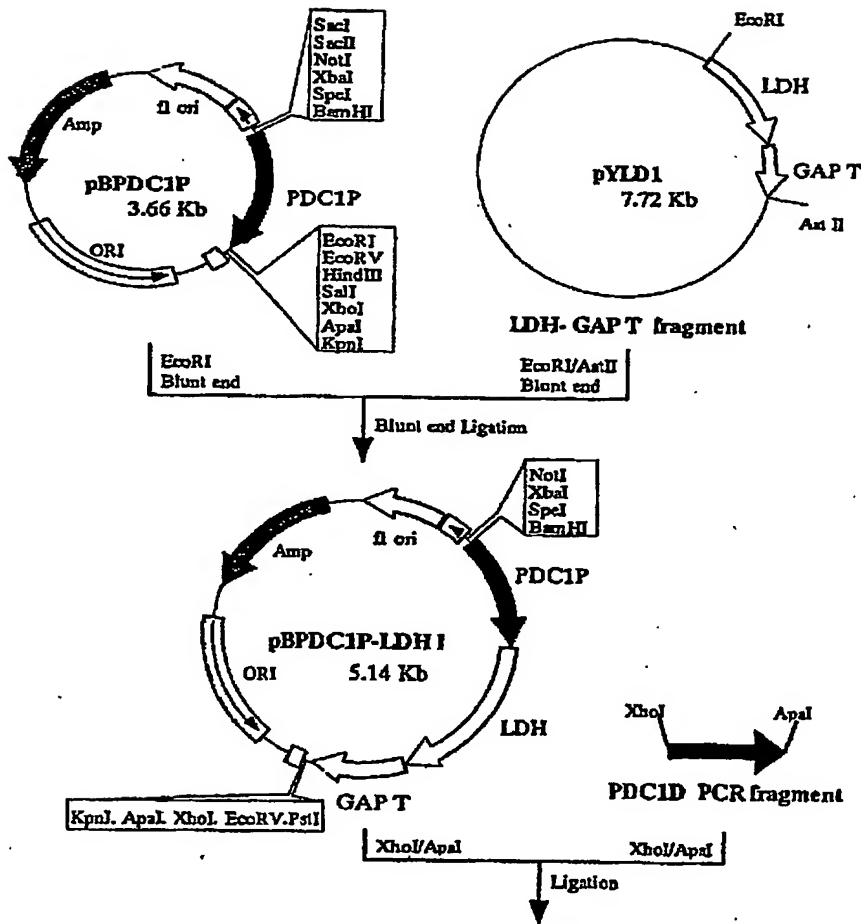 SacI
SacII
NotI
XbaI
SpeI
BamHI
f1 ori
Amp
pBPDC1P
3.66 Kb
PDC1P
ORI
EcoRI
EcoRV
HindIII
SalI
XhoI
ApaI
KpnI
EcoRI
LDH
pYLD1
7.72 Kb
GAP T
Aat II
LDH-GAP T fragment
EcoRI
Blunt end
EcoRI/AatII
Blunt end
Blunt end Ligation
NotI
XbaI
SpeI
BamHI
f1 ori
Amp
PDC1P
pBPDC1P-LDH1
5.14 Kb
ORI
LDH
GAP T
KpnI. ApaI. XhoI. EcoRV.PstI
XhoI
ApaI
PDC1D PCR fragment
XhoI/ApaI
XhoI/ApaI
Ligation